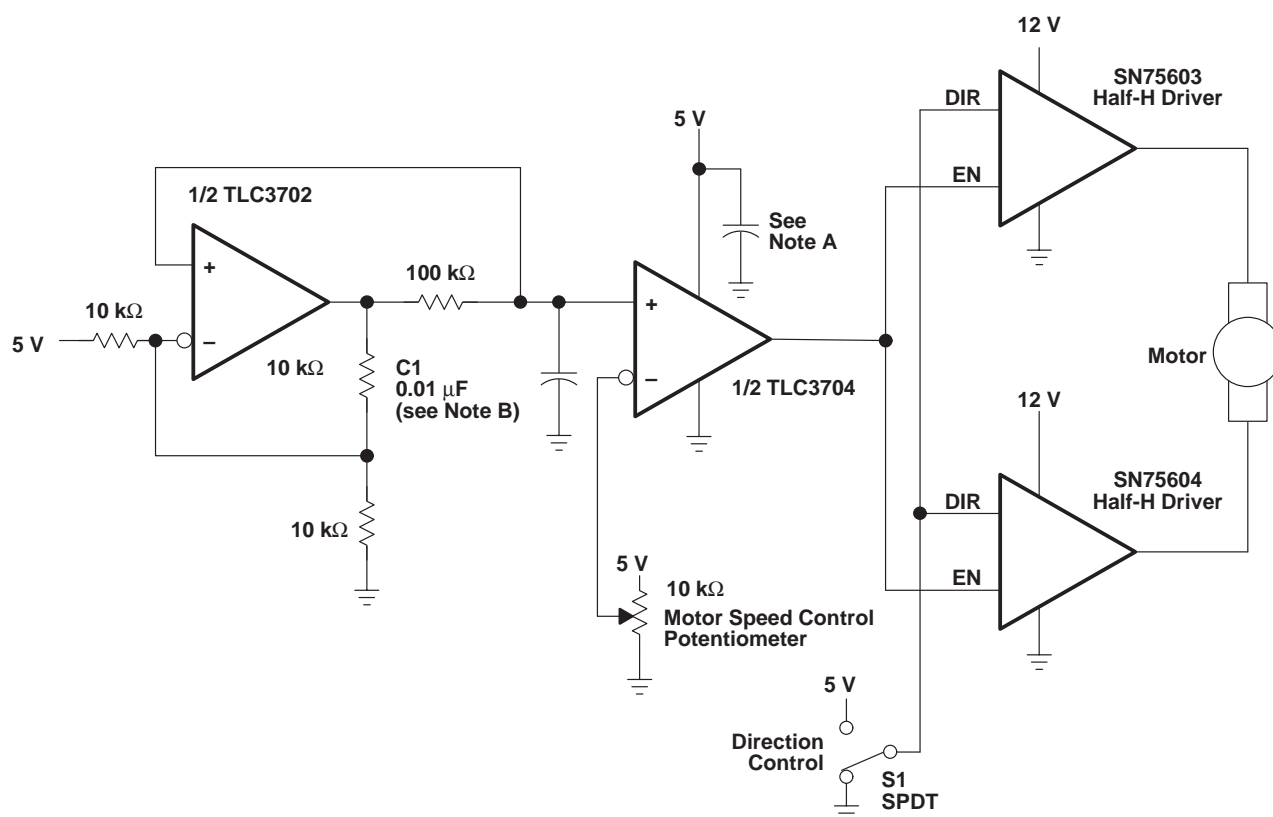 12 V
SN75603
Half-H Driver
DIR
5 V
EN
1/2 TLC3702
See
Note A
+
100 kΩ
10 kΩ
+
5 V
–
Motor
10 kΩ
C1
0.01 μF
(see Note B)
–
1/2 TLC3704
12 V
SN75604
Half-H Driver
DIR
10 kΩ
5 V
EN
10 kΩ
Motor Speed Control
Potentiometer
5 V
Direction
Control
S1
SPDT